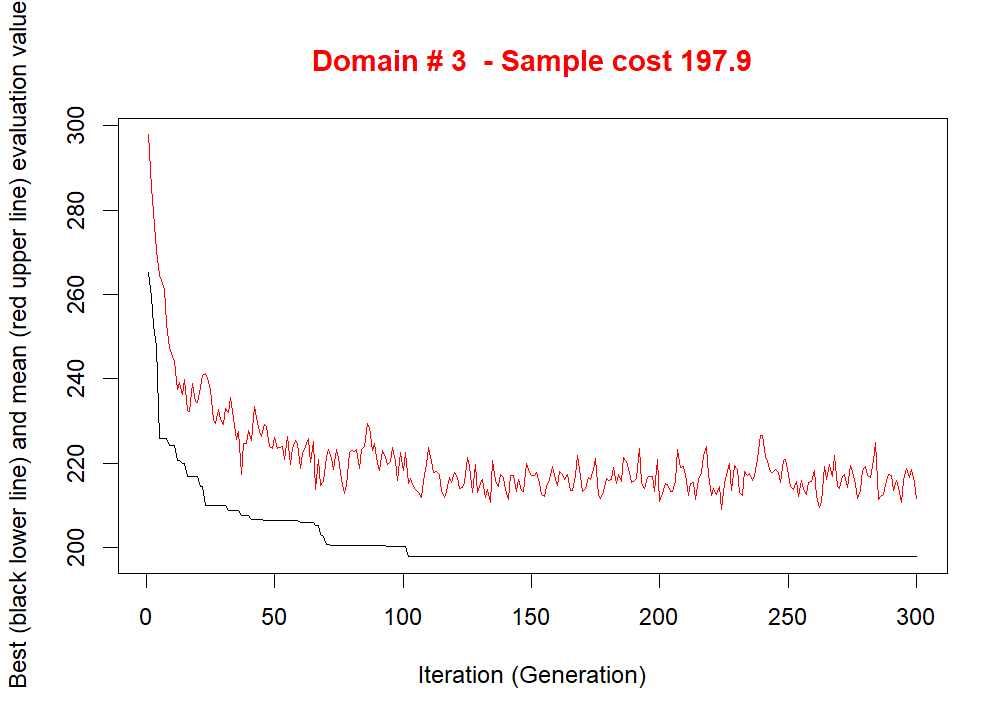 Domain # 3  - Sample cost 197.9
Best (black lower line) and mean (red upper line) evaluation value
300
280
260
240
220
200
0 50 100 150 200 250 300
Iteration (Generation)